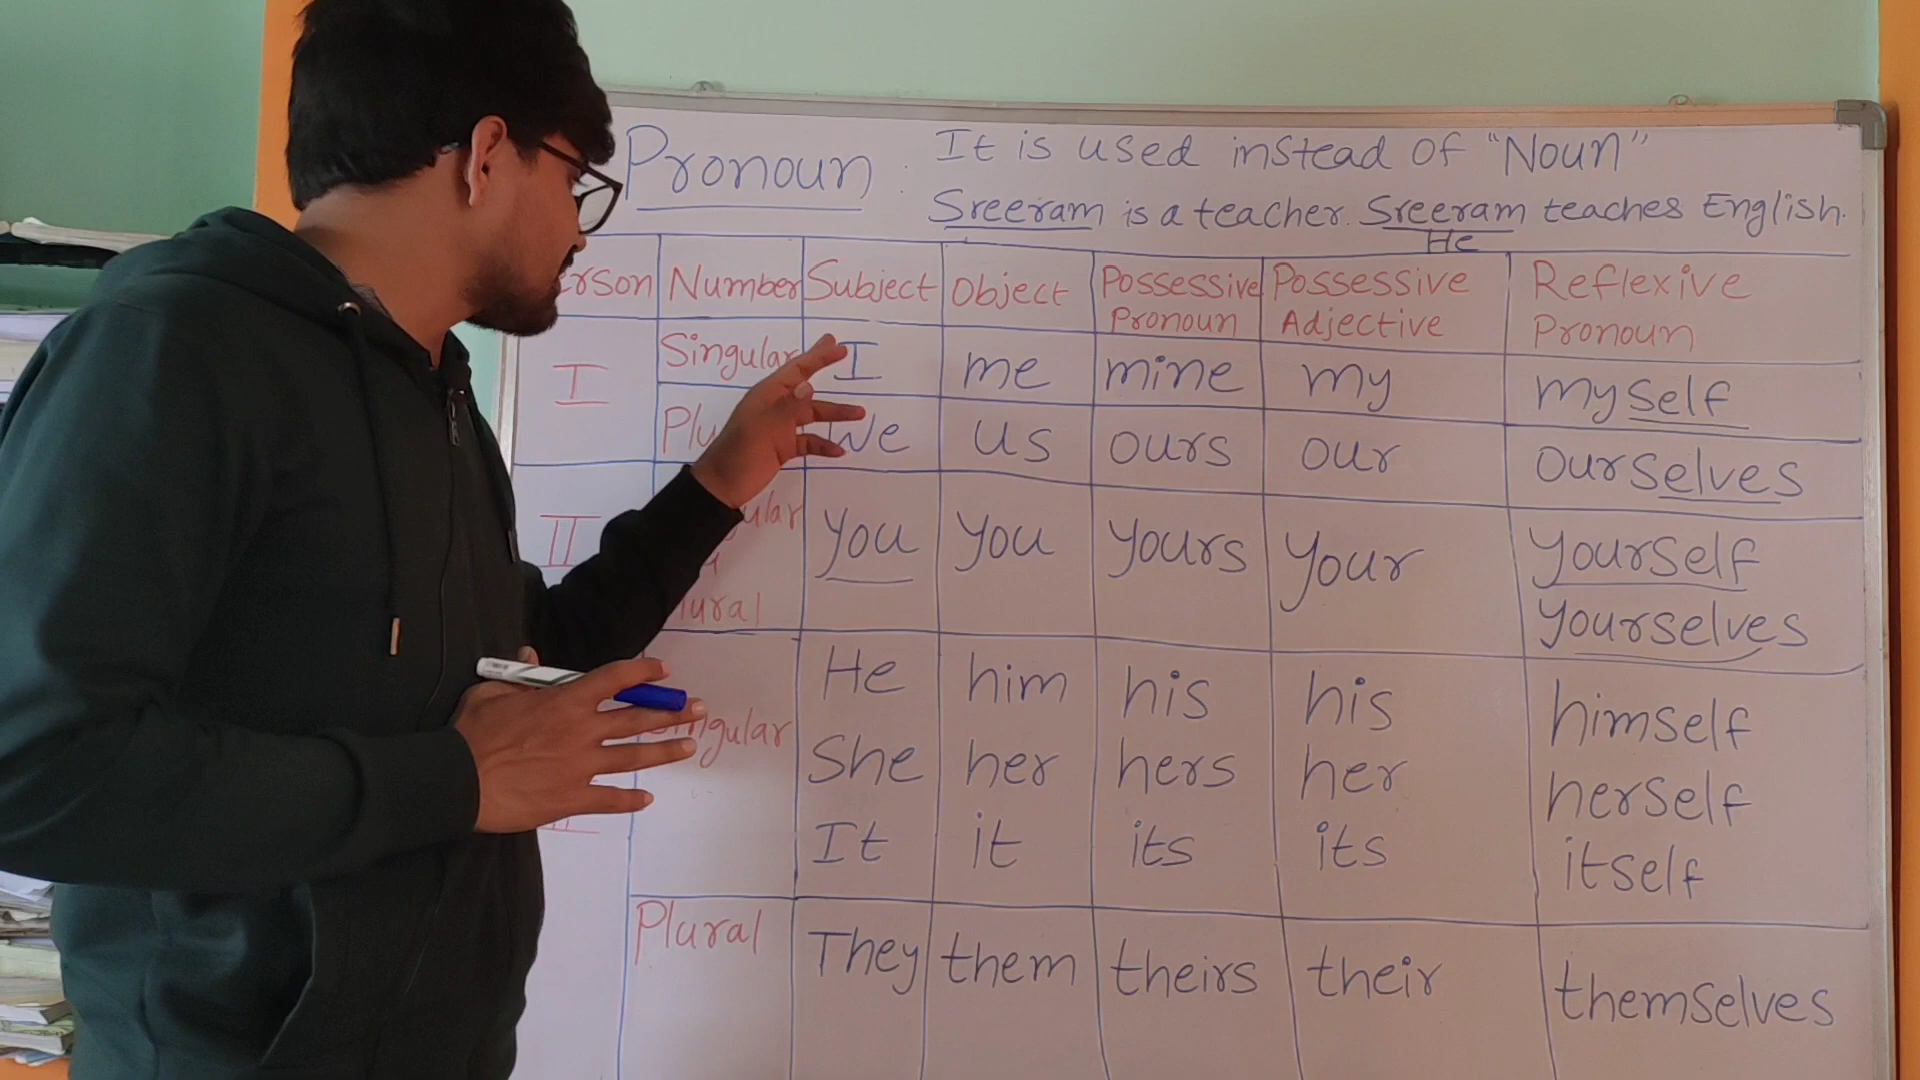 Pronoun : It is used instead of "Noun"
Sreeram is a teacher. Sreeram teaches English.
He
Number Subject Object Possessive Pronoun Possessive Adjective Reflexive Pronoun
I Singular I me mine my myself
We us ours our ourselves
II you you yours your yourself
yourselves
He him his his himself
She her hers her herself
It it its its itself
Plural They them theirs their themselves